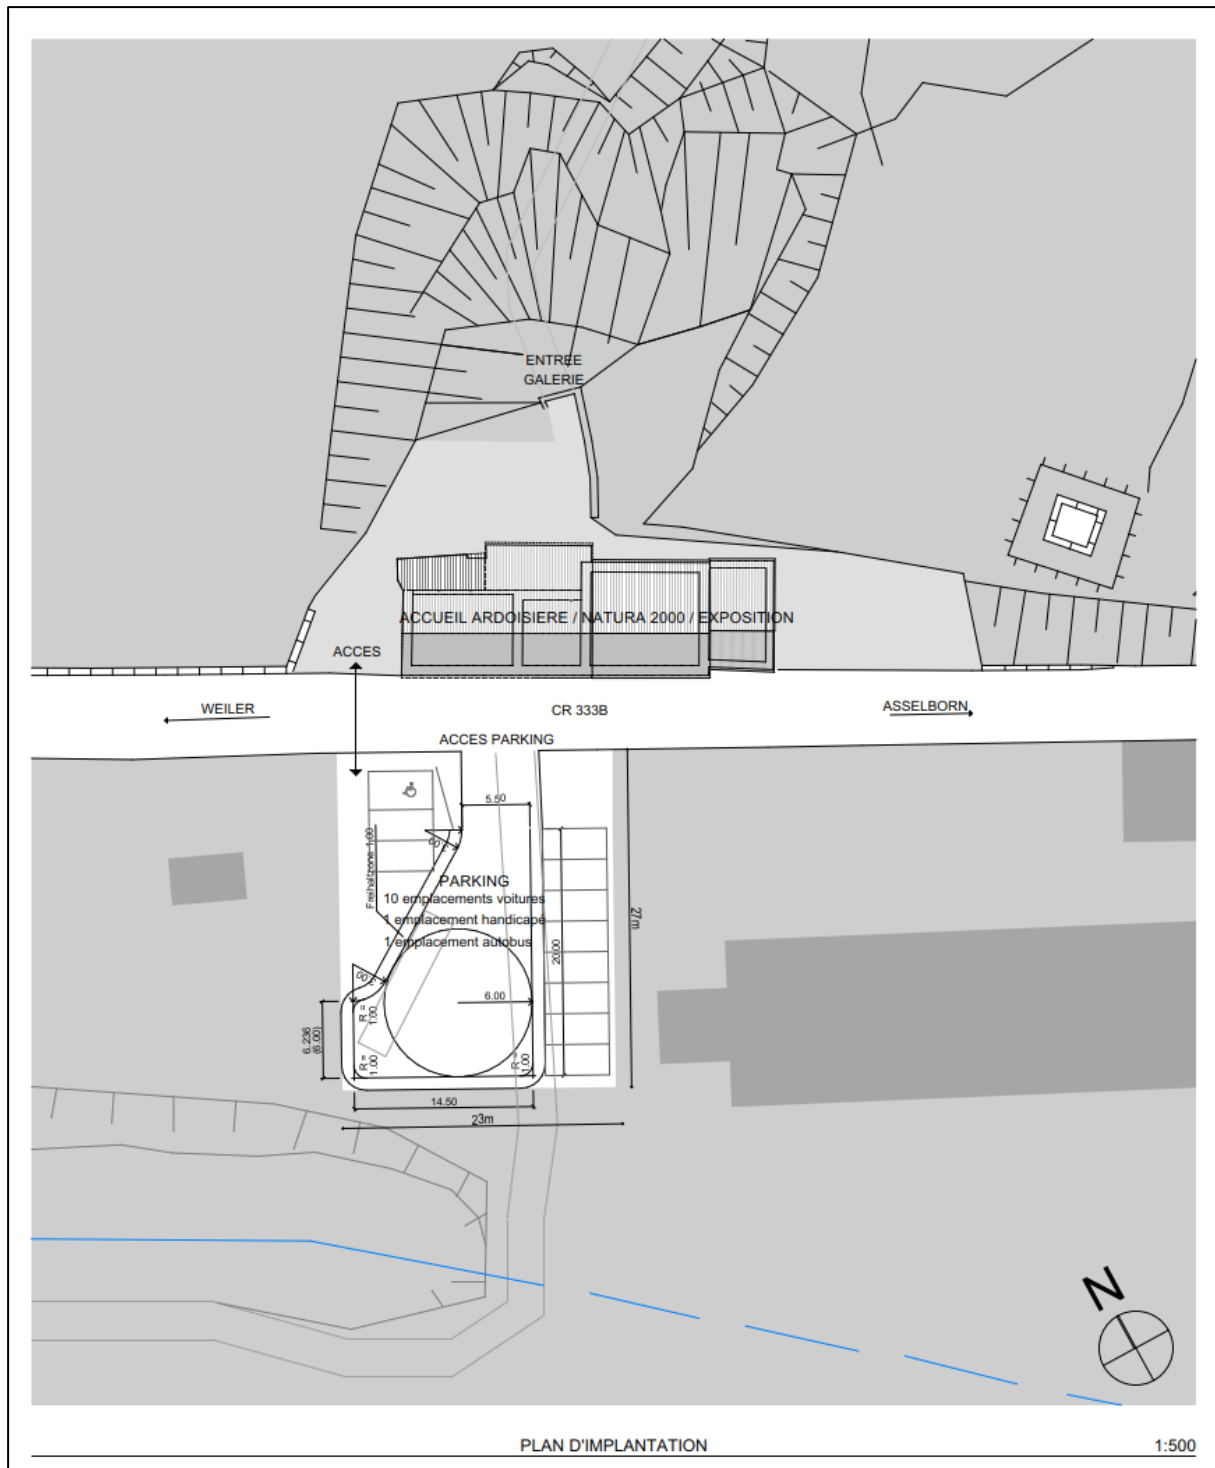 ENTREE
GALERIE
ACCUEIL ARDOISIERE / NATURA 2000 / EXPOSITION
ACCES
WEILER
CR 333B
ASSELBORN
ACCES PARKING
5.50
Freihaltzone 1.00
PARKING
10 emplacements voitures
1 emplacement handicapé
1 emplacement autobus
27m
20.00
6.00
R =
1.00
6.236
(6.00)
R =
1.00
R =
1.00
14.50
23m
N
PLAN D'IMPLANTATION
1:500